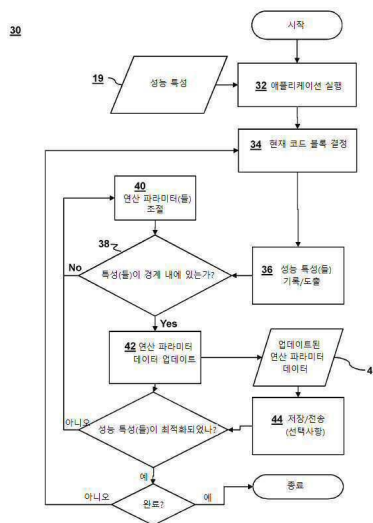 30
시작
19
성능 특성
32 애플리케이션 실행
34 현재 코드 블록 결정
40
연산 파라미터(들)
조절
38
특성(들)이 경계 내에 있는가?
No
36 성능 특성(들)
기록/도출
Yes
42 연산 파라미터
데이터 업데이트
업데이트된
연산 파라미터
데이터
4
성능 특성(들)이 최적화되었나?
아니오
44 저장/전송
(선택사항)
예
완료?
아니오
예
종료